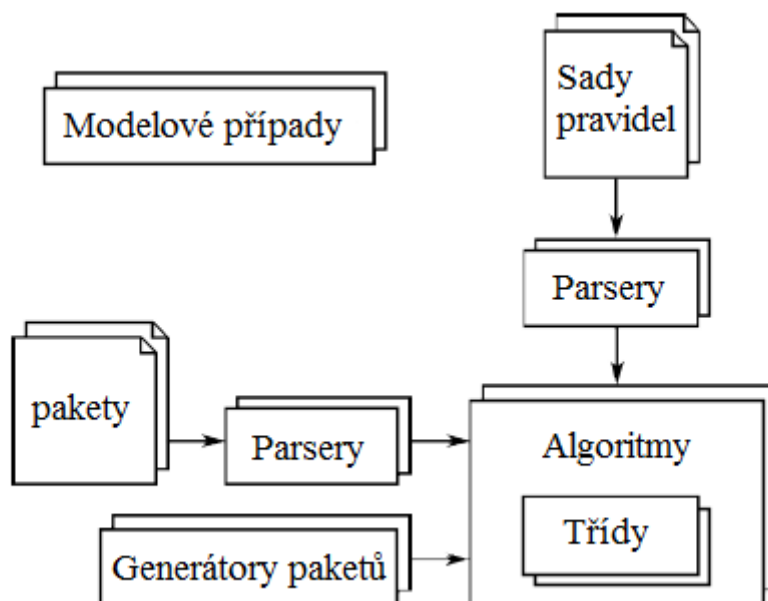 Modelové případy
Sady
pravidel
Parsery
pakety
Parsery
Algoritmy
Třídy
Generátory paketů